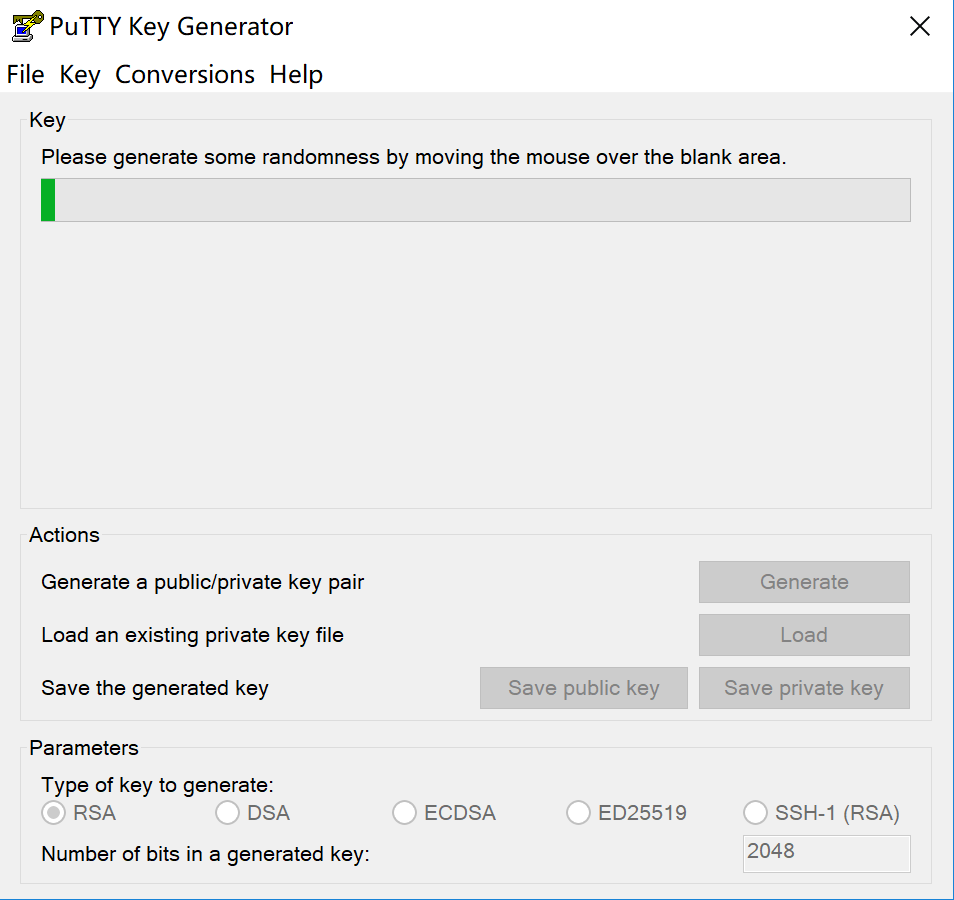 PuTTY Key Generator
File Key Conversions Help
Key
Please generate some randomness by moving the mouse over the blank area.
Actions
Generate a public/private key pair
Generate
Load an existing private key file
Load
Save the generated key
Save public key
Save private key
Parameters
Type of key to generate:
RSA DSA ECDSA ED25519 SSH-1 (RSA)
Number of bits in a generated key:
2048